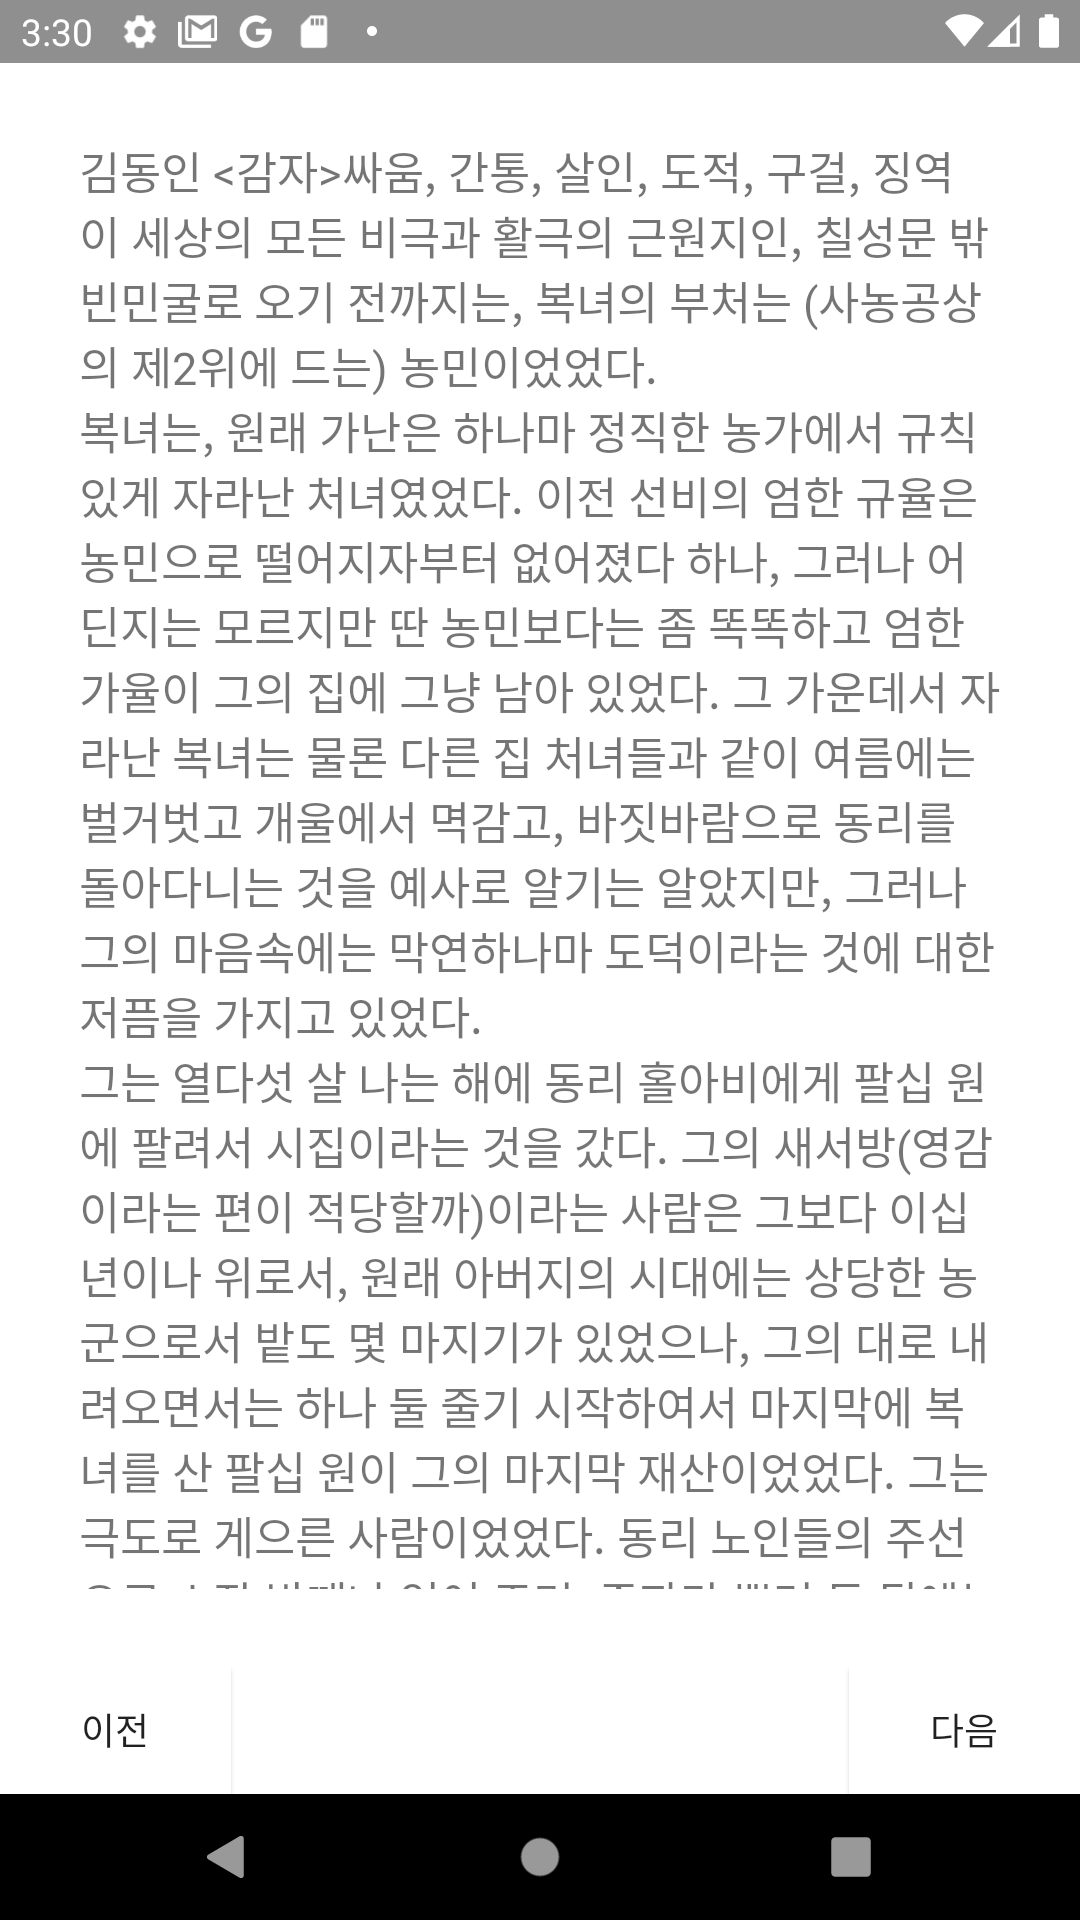 3:30
김동인 <감자>싸움, 간통, 살인, 도적, 구걸, 징역
이 세상의 모든 비극과 활극의 근원지인, 칠성문 밖
빈민굴로 오기 전까지는, 복녀의 부처는 (사농공상
의 제2위에 드는) 농민이었었다.
복녀는, 원래 가난은 하나마 정직한 농가에서 규칙
있게 자라난 처녀였었다. 이전 선비의 엄한 규율은
농민으로 떨어지자부터 없어졌다 하나, 그러나 어
딘지는 모르지만 딴 농민보다는 좀 똑똑하고 엄한
가율이 그의 집에 그냥 남아 있었다. 그 가운데서 자
라난 복녀는 물론 다른 집 처녀들과 같이 여름에는
벌거벗고 개울에서 멱감고, 바짓바람으로 동리를
돌아다니는 것을 예사로 알기는 알았지만, 그러나
그의 마음속에는 막연하나마 도덕이라는 것에 대한
저픔을 가지고 있었다.
그는 열다섯 살 나는 해에 동리 홀아비에게 팔십 원
에 팔려서 시집이라는 것을 갔다. 그의 새서방(영감
이라는 편이 적당할까)이라는 사람은 그보다 이십
년이나 위로서, 원래 아버지의 시대에는 상당한 농
군으로서 밭도 몇 마지기가 있었으나, 그의 대로 내
려오면서는 하나 둘 줄기 시작하여서 마지막에 복
녀를 산 팔십 원이 그의 마지막 재산이었었다. 그는
극도로 게으른 사람이었었다. 동리 노인들의 주선
이전
다음